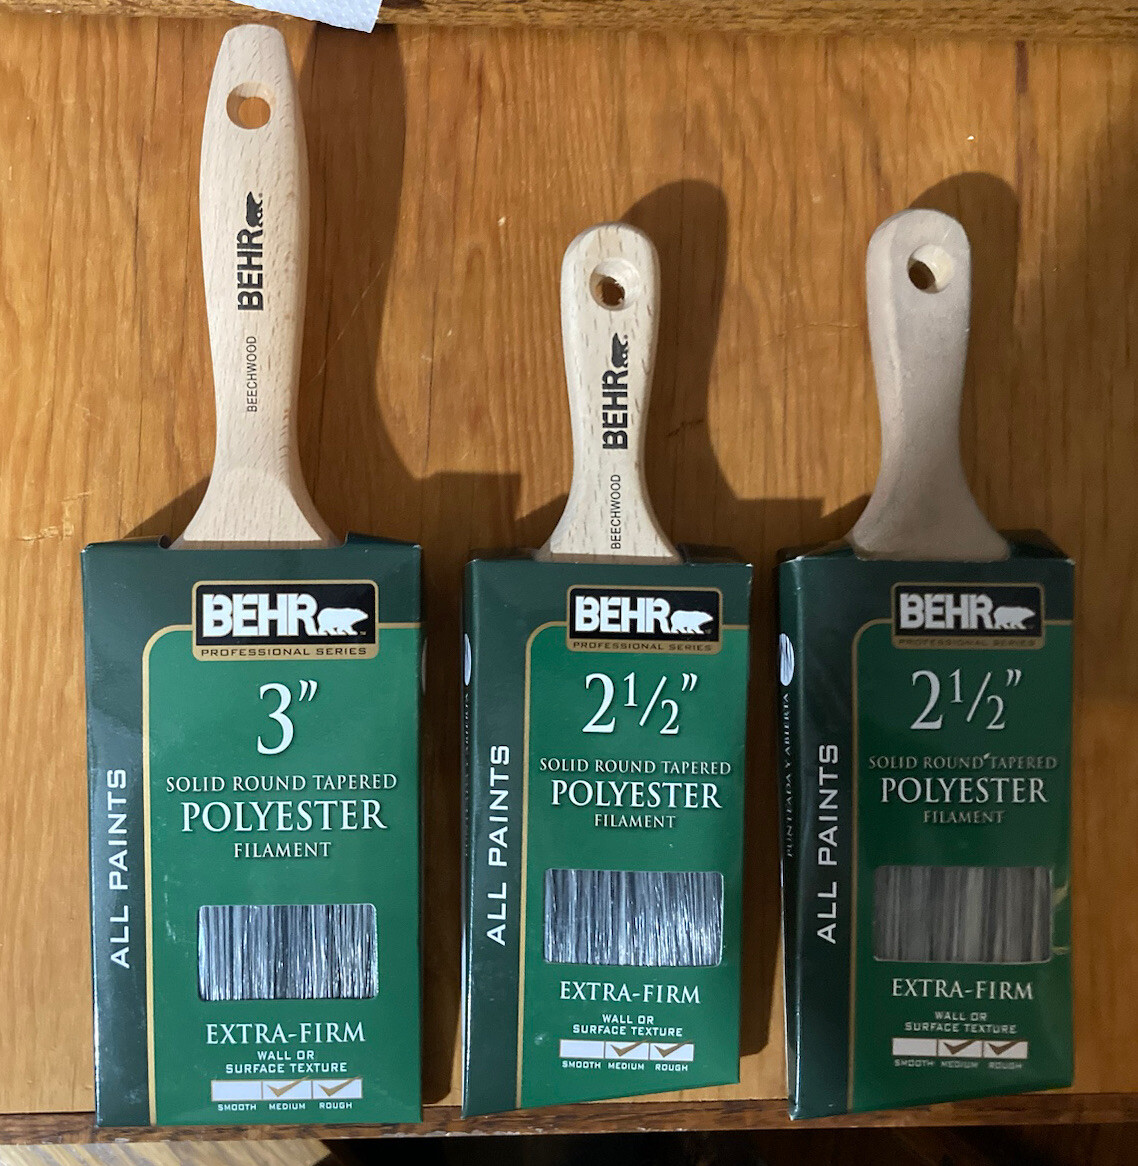 BEHR
BEECHWOOD
BEHR
PROFESSIONAL SERIES
3"
SOLID ROUND TAPERED
POLYESTER
FILAMENT
EXTRA-FIRM
WALL OR
SURFACE TEXTURE
SMOOTH MEDIUM ROUGH
ALL PAINTS
BEHR
BEECHWOOD
BEHR
PROFESSIONAL SERIES
2 1/2"
SOLID ROUND TAPERED
POLYESTER
FILAMENT
EXTRA-FIRM
WALL OR
SURFACE TEXTURE
SMOOTH MEDIUM ROUGH
ALL PAINTS
BEHR
PROFESSIONAL SERIES
2 1/2"
SOLID ROUND TAPERED
POLYESTER
FILAMENT
EXTRA-FIRM
WALL OR
SURFACE TEXTURE
SMOOTH MEDIUM ROUGH
ALL PAINTS
PUNTEADA Y ABIERTA